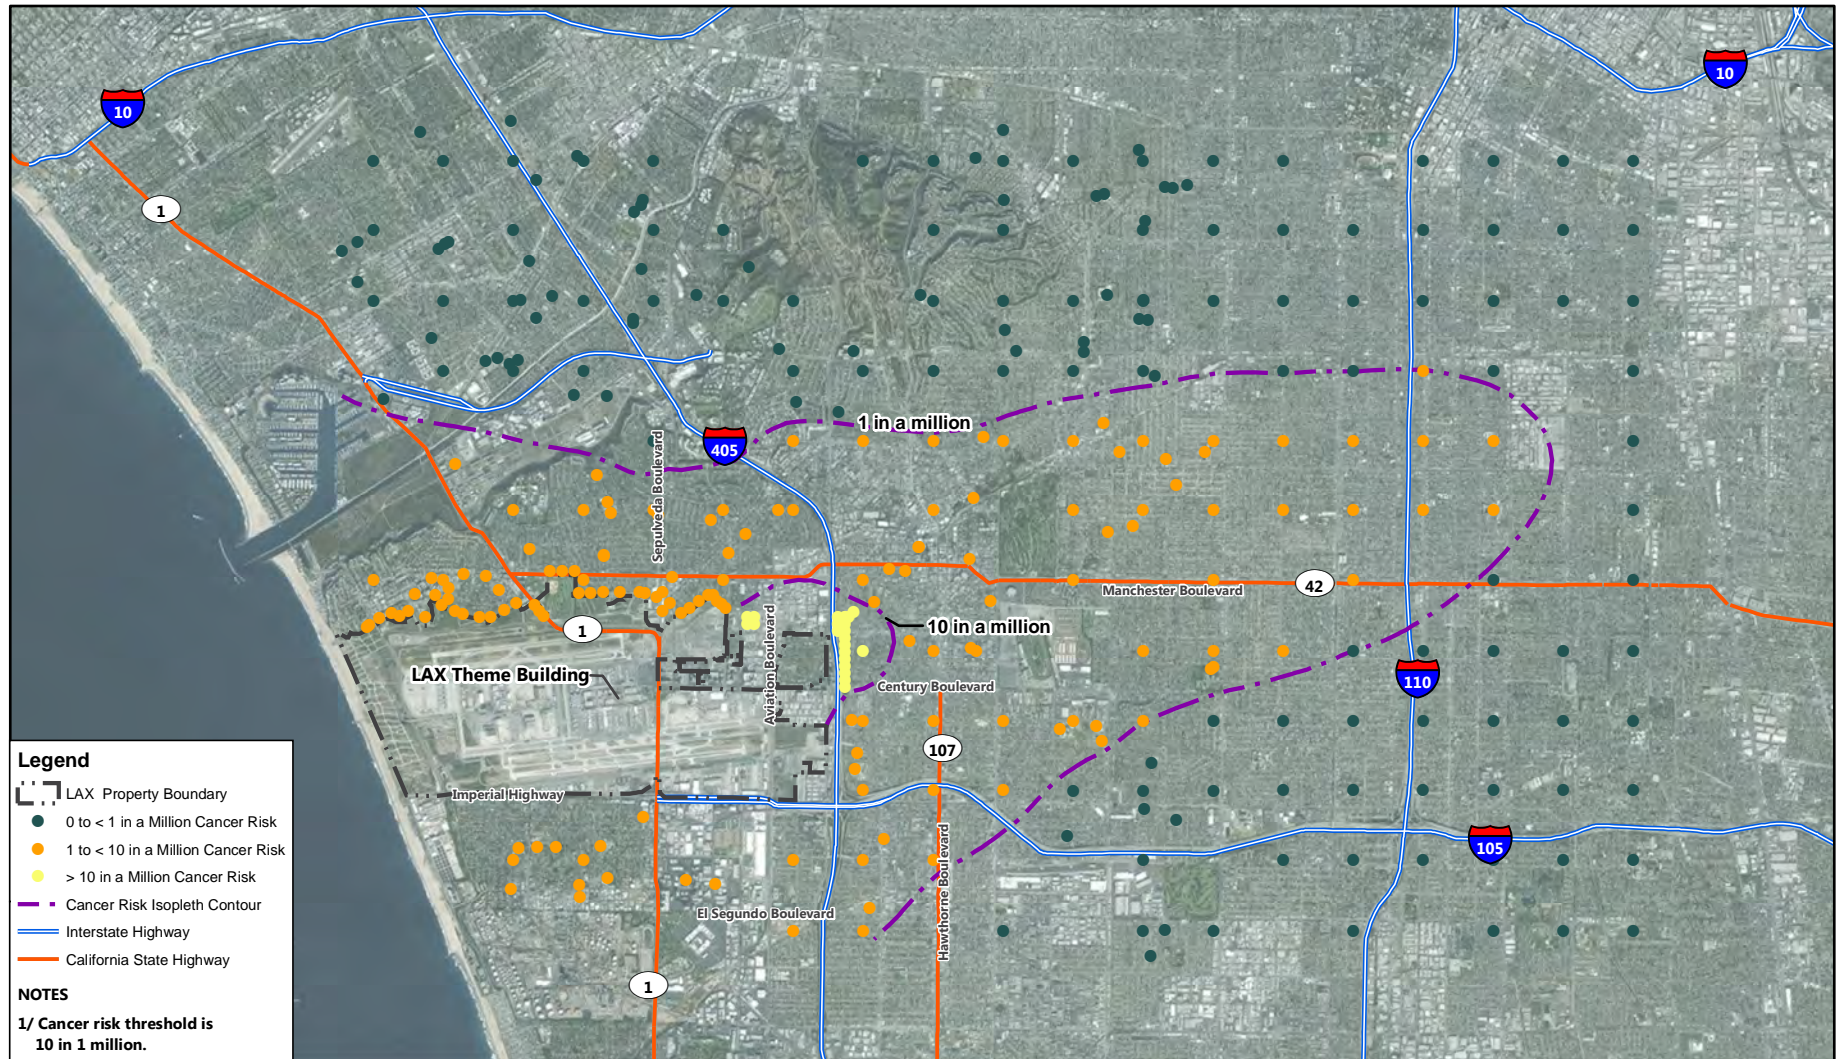 10
10
1
1 in a million
405
Sepulveda Boulevard
42
Manchester Boulevard
1
10 in a million
Aviation Boulevard
LAX Theme Building
Century Boulevard
110
107
Imperial Highway
105
Hawthorne Boulevard
El Segundo Boulevard
1
Legend
LAX Property Boundary
0 to < 1 in a Million Cancer Risk
1 to < 10 in a Million Cancer Risk
> 10 in a Million Cancer Risk
Cancer Risk Isopleth Contour
Interstate Highway
California State Highway
NOTES
1/ Cancer risk threshold is
10 in 1 million.